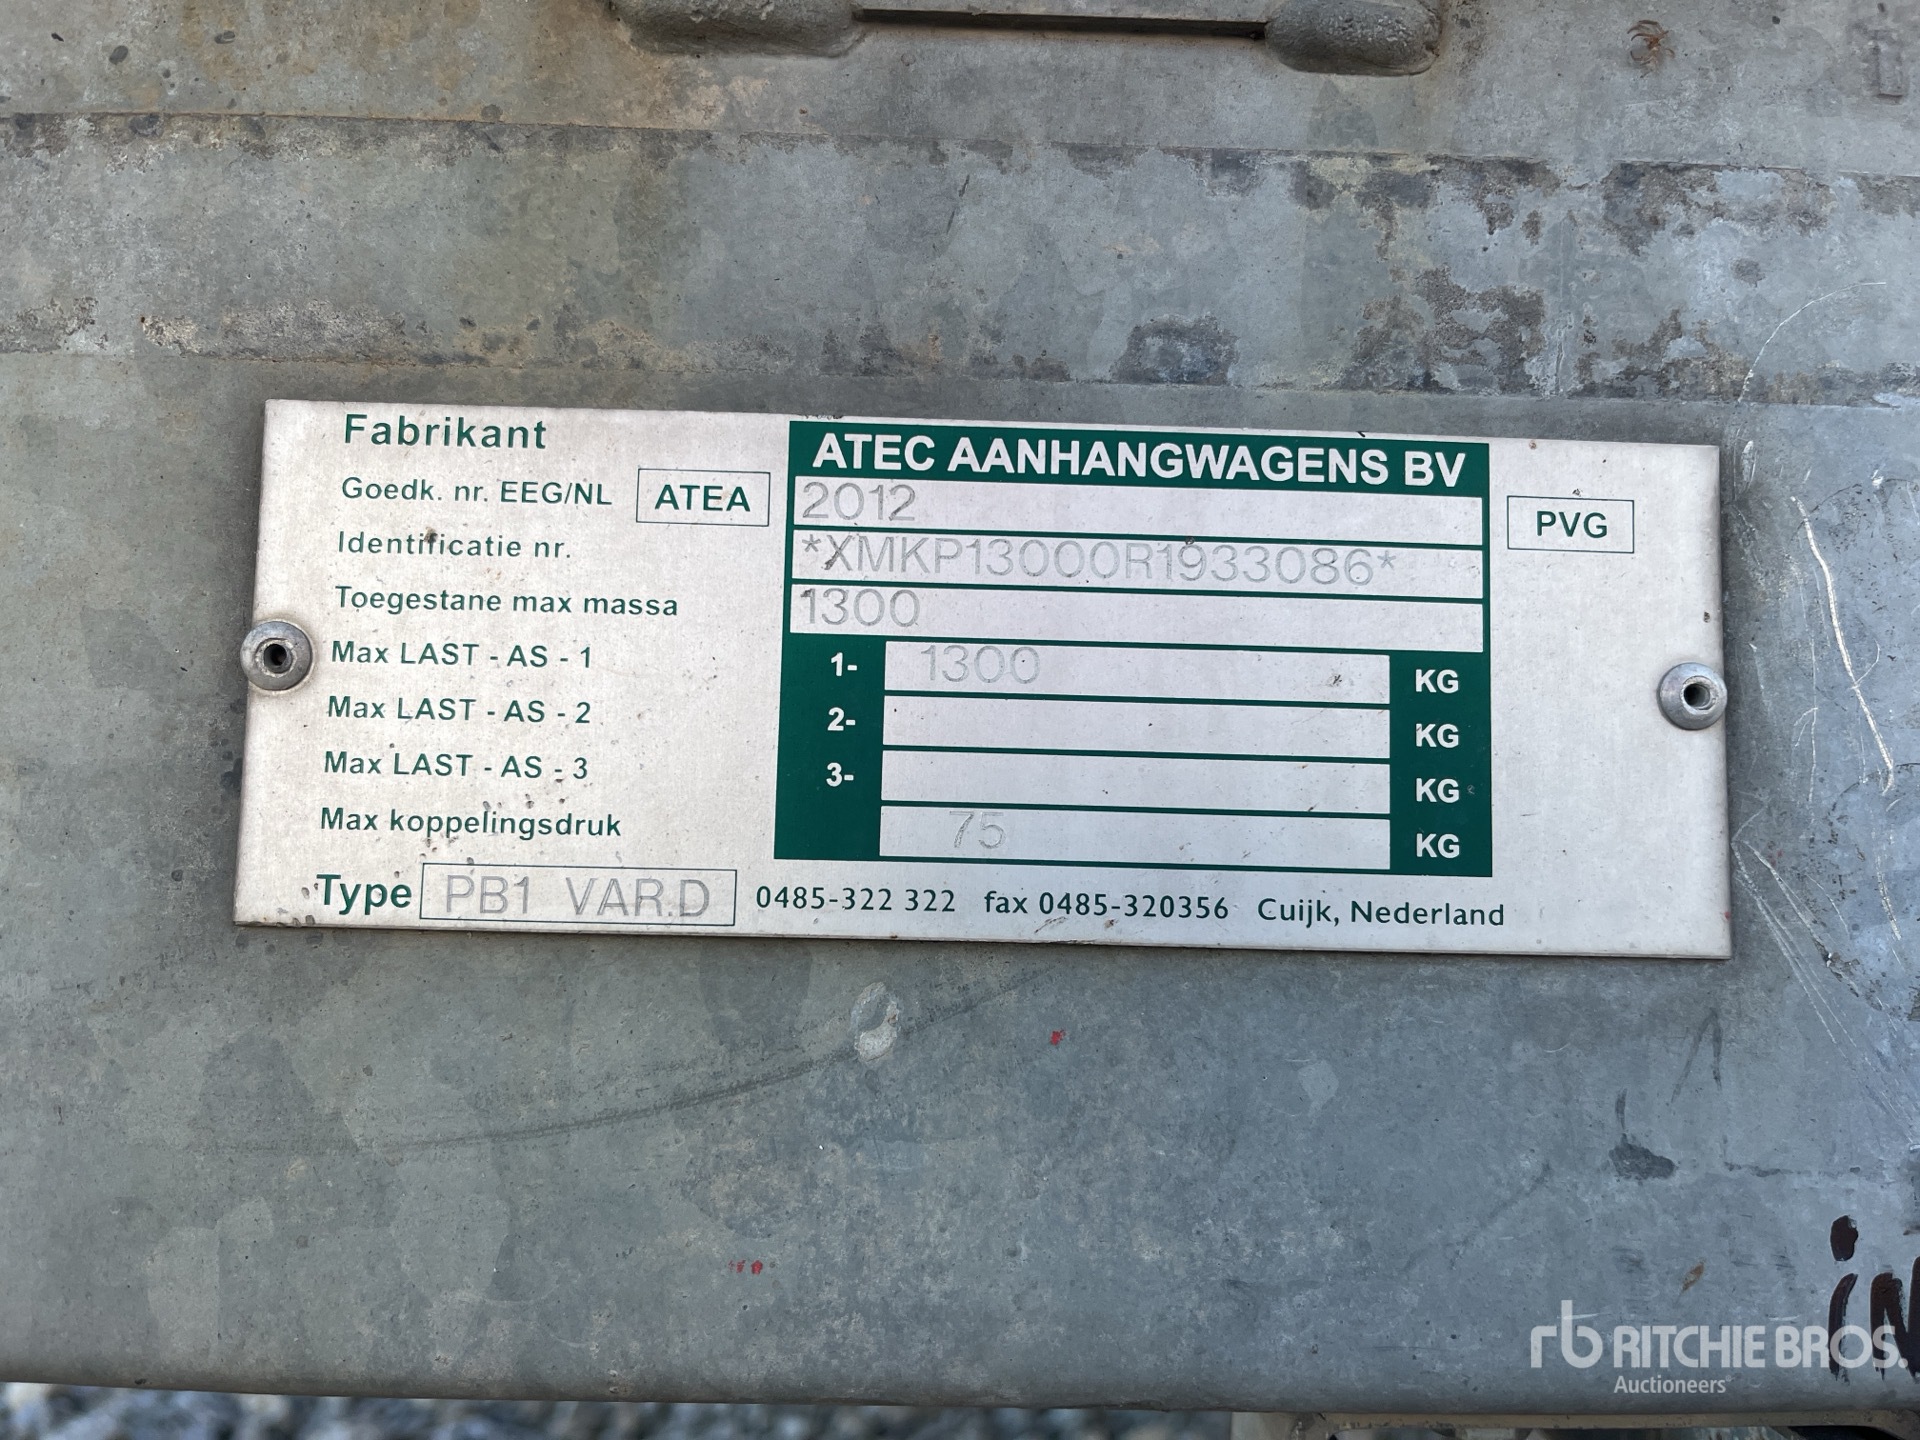 Fabrikant ATEC AANHANGWAGENS BV
Goedk. nr. EEG/NL ATEA 2012 PVG
Identificatie nr. *XMKP13000R1933086*
Toegestane max massa 1300
Max LAST - AS - 1 1- 1300 KG
Max LAST - AS - 2 2- KG
Max LAST - AS - 3 3- KG
Max koppelingsdruk 75 KG
Type PB1 VAR.D 0485-322 322 fax 0485-320356 Cuijk, Nederland
rb RITCHIE BROS.
Auctioneers